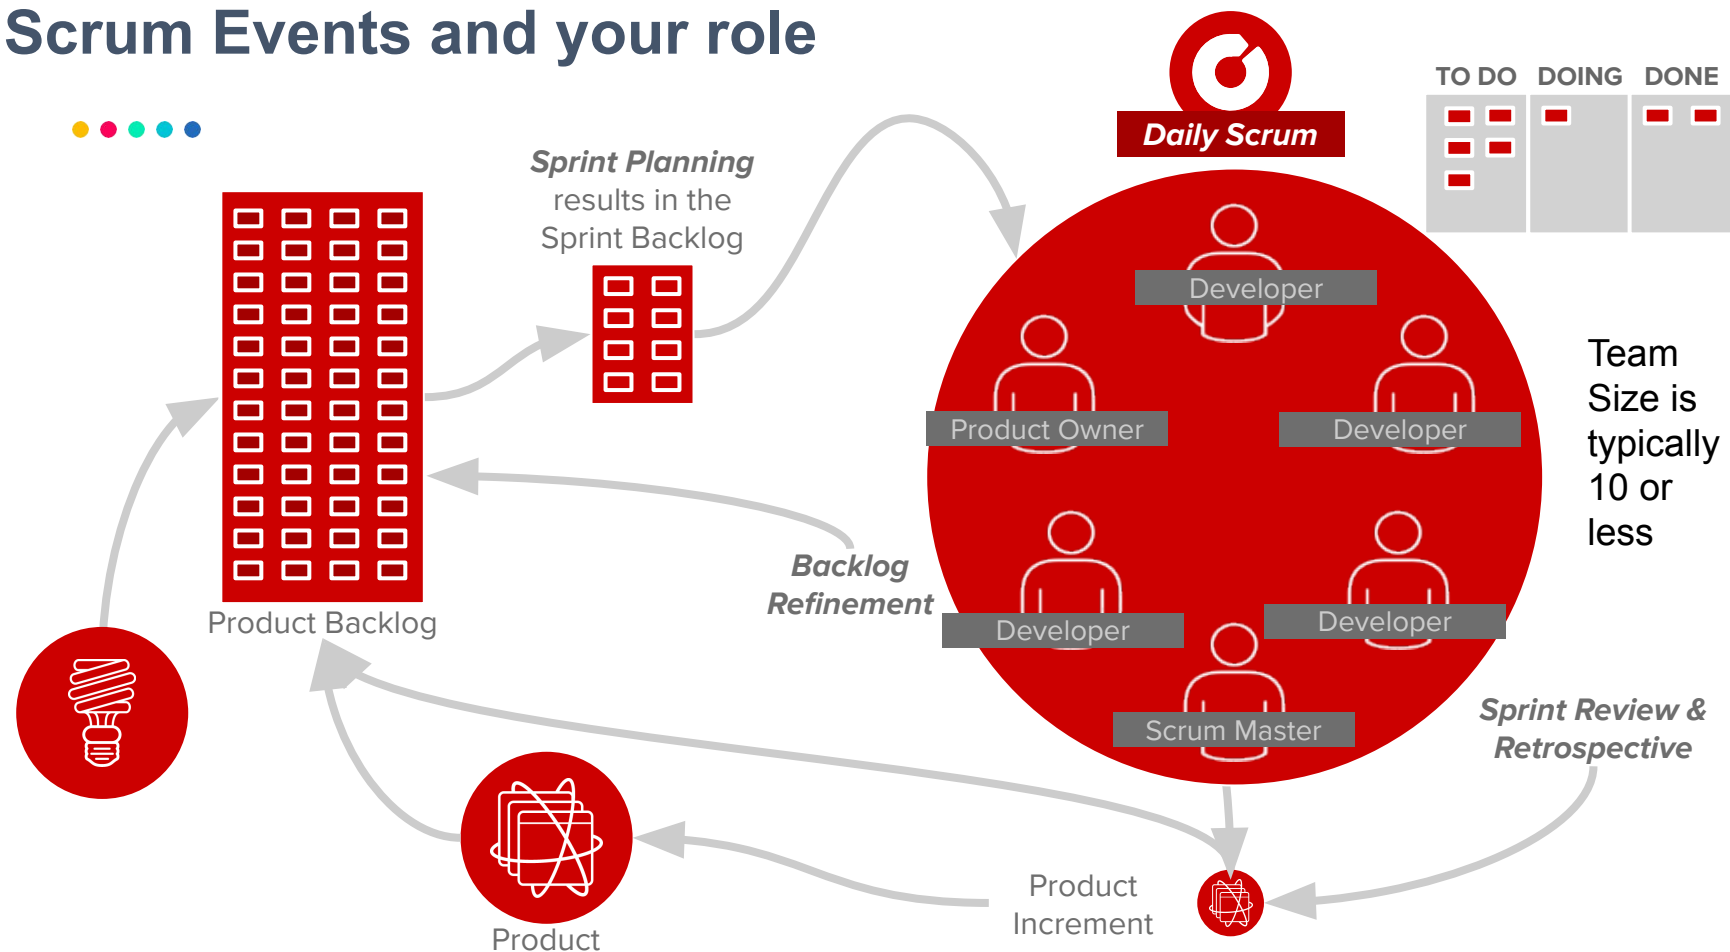 Scrum Events and your role
Daily Scrum
TO DO DOING DONE
Sprint Planning
results in the
Sprint Backlog
Developer
Product Owner
Developer
Team
Size is
typically
10 or
less
Backlog
Refinement
Developer
Developer
Product Backlog
Scrum Master
Sprint Review &
Retrospective
Product
Increment
Product